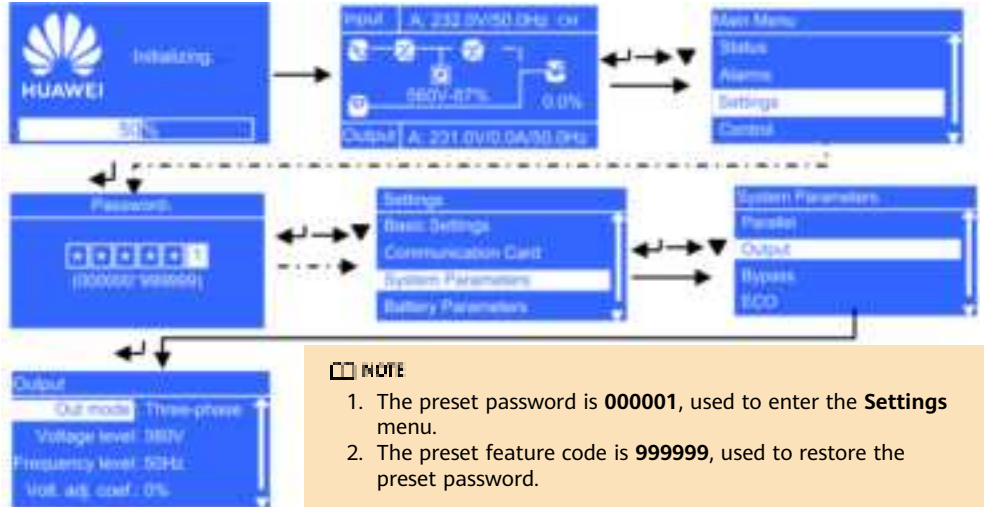 HUAWEI
Initializing.
50%
Input A: 232.0V/50.0Hz
560V-87%
0.0%
Output A: 231.0V/0.0A/50.0Hz
Main Menu
Status
Alarms
Settings
Control
Password:
* * * * * 1
(000000~999999)
Settings
Basic Settings
Communication Card
System Parameters
Battery Parameters
System Parameters
Parallel
Output
Bypass
ECO
Output
Out mode: Three-phase
Voltage level: 380V
Frequency level: 50Hz
Volt. adj. coef.: 0%
NOTE
1. The preset password is 000001, used to enter the Settings
menu.
2. The preset feature code is 999999, used to restore the
preset password.